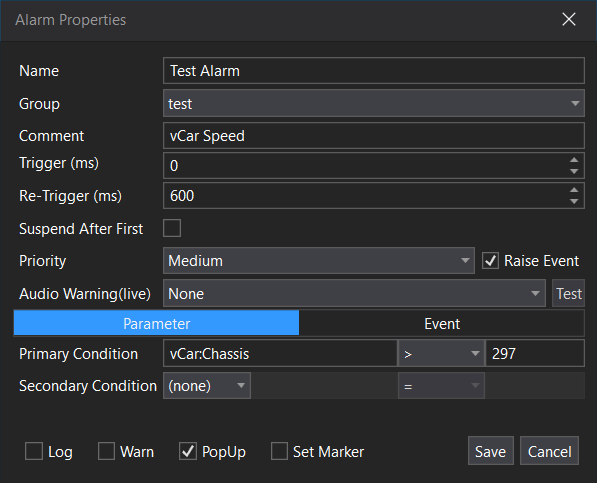 Alarm Properties
Name Test Alarm
Group test
Comment vCar Speed
Trigger (ms) 0
Re-Trigger (ms) 600
Suspend After First
Priority Medium Raise Event
Audio Warning(live) None Test
Parameter Event
Primary Condition vCar:Chassis > 297
Secondary Condition (none) =
Log Warn PopUp Set Marker Save Cancel